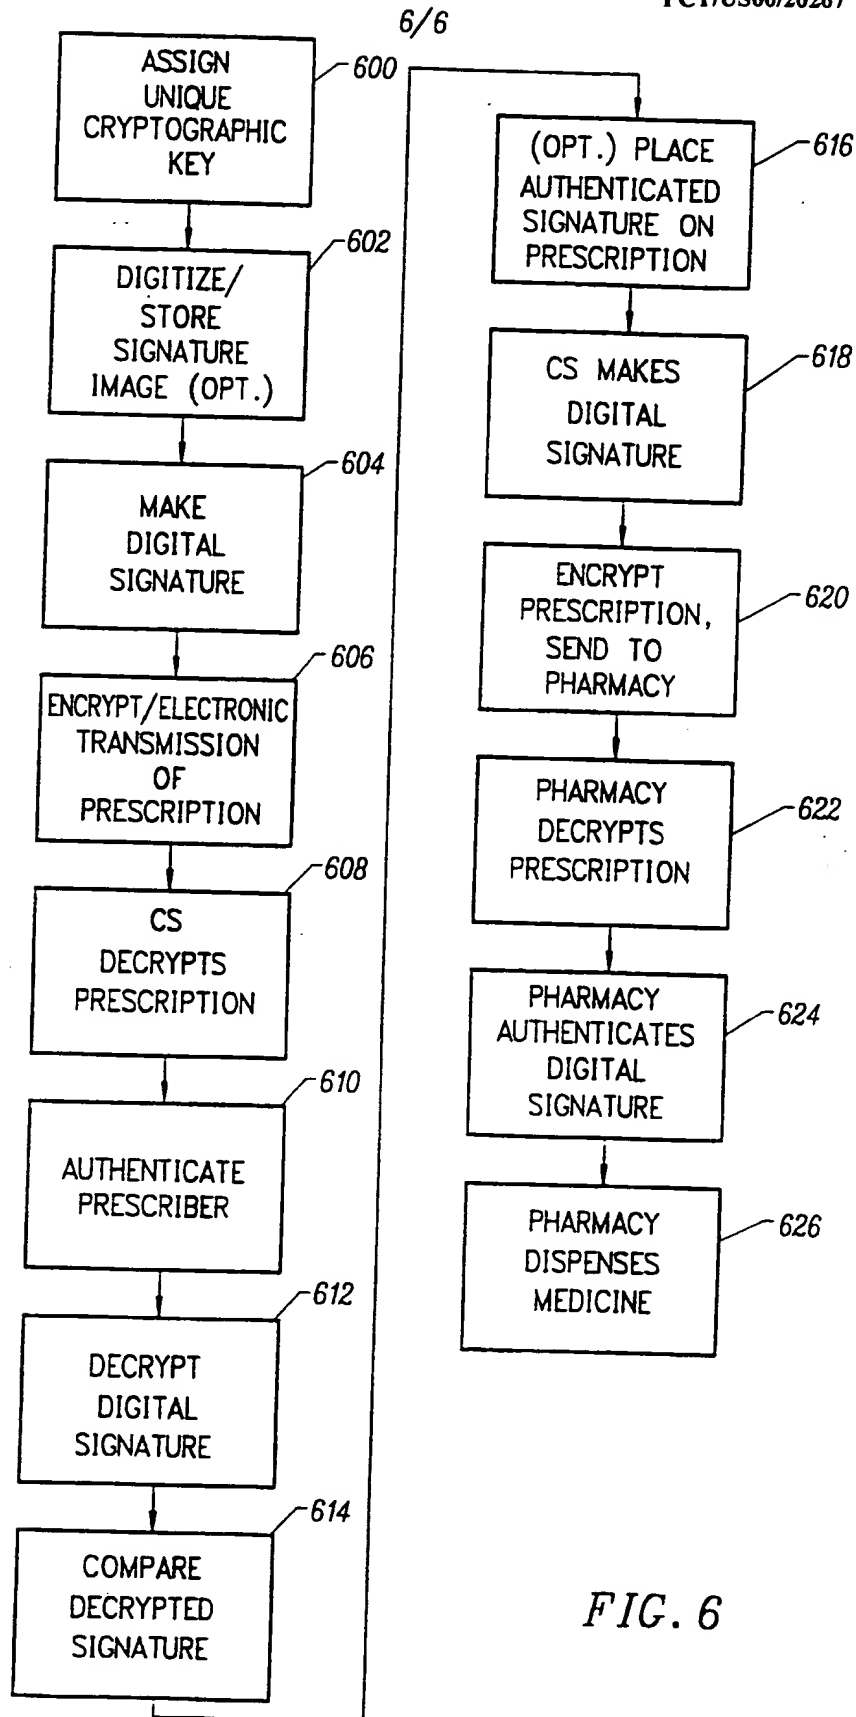 6/6
ASSIGN
UNIQUE
CRYPTOGRAPHIC
KEY
600
DIGITIZE/
STORE
SIGNATURE
IMAGE (OPT.)
602
MAKE
DIGITAL
SIGNATURE
604
ENCRYPT/ELECTRONIC
TRANSMISSION
OF
PRESCRIPTION
606
CS
DECRYPTS
PRESCRIPTION
608
AUTHENTICATE
PRESCRIBER
610
DECRYPT
DIGITAL
SIGNATURE
612
COMPARE
DECRYPTED
SIGNATURE
614
(OPT.) PLACE
AUTHENTICATED
SIGNATURE ON
PRESCRIPTION
616
CS MAKES
DIGITAL
SIGNATURE
618
ENCRYPT
PRESCRIPTION,
SEND TO
PHARMACY
620
PHARMACY
DECRYPTS
PRESCRIPTION
622
PHARMACY
AUTHENTICATES
DIGITAL
SIGNATURE
624
PHARMACY
DISPENSES
MEDICINE
626
FIG. 6